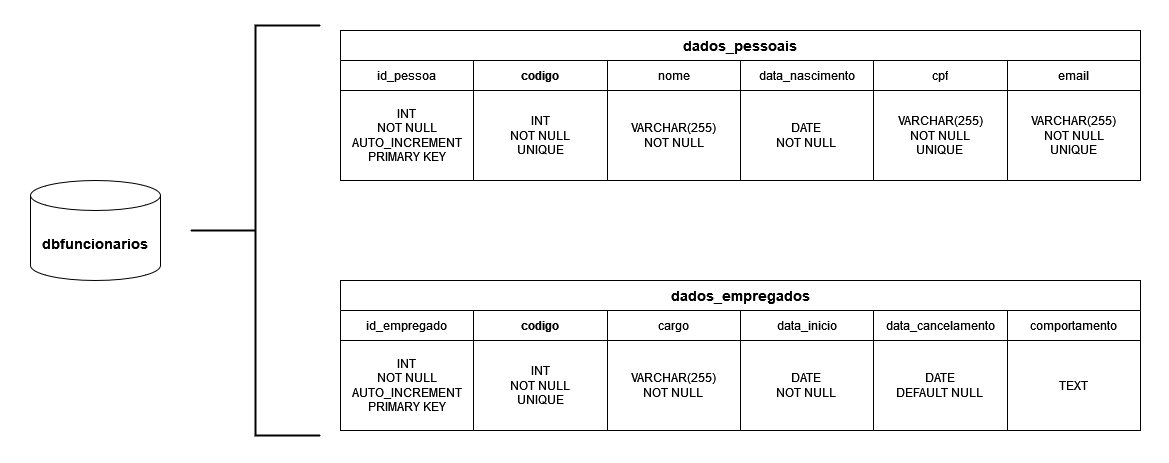 dbfuncionarios
dados_pessoais
id_pessoa
codigo
nome
data_nascimento
cpf
email
INT
NOT NULL
AUTO_INCREMENT
PRIMARY KEY
INT
NOT NULL
UNIQUE
VARCHAR(255)
NOT NULL
DATE
NOT NULL
VARCHAR(255)
NOT NULL
UNIQUE
VARCHAR(255)
NOT NULL
UNIQUE
dados_empregados
id_empregado
codigo
cargo
data_inicio
data_cancelamento
comportamento
INT
NOT NULL
AUTO_INCREMENT
PRIMARY KEY
INT
NOT NULL
UNIQUE
VARCHAR(255)
NOT NULL
DATE
NOT NULL
DATE
DEFAULT NULL
TEXT